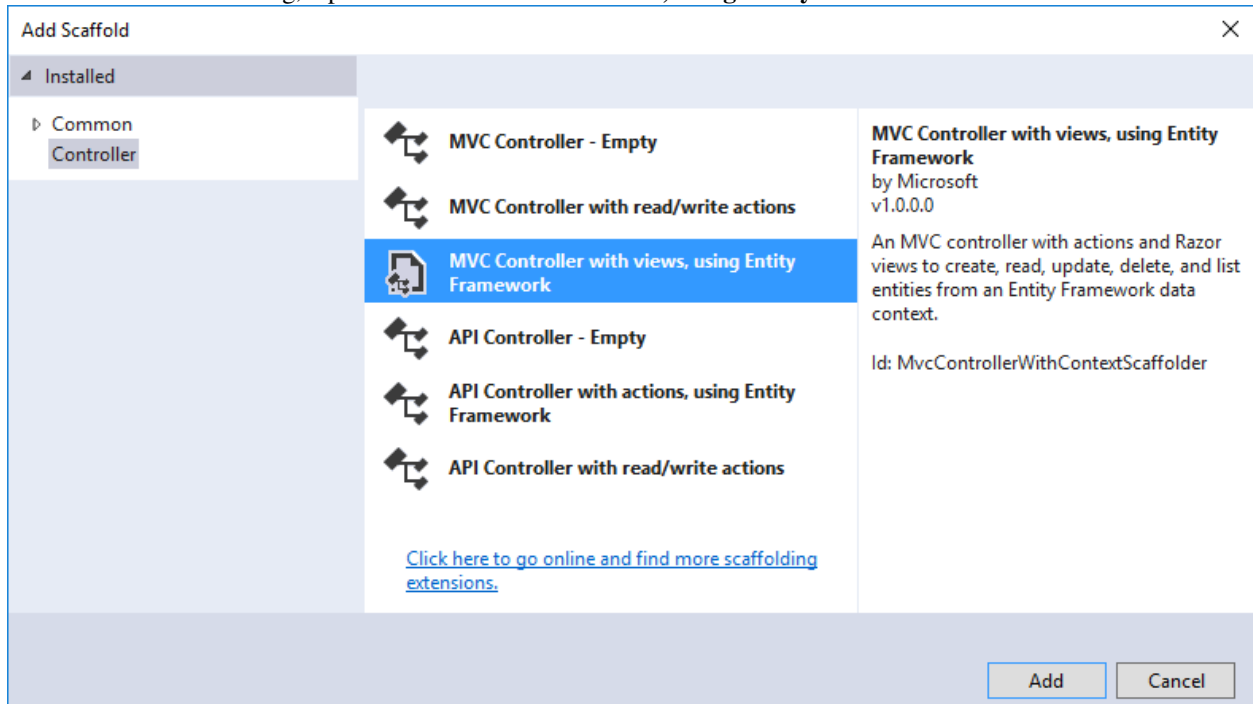 Add Scaffold
Installed
Common
Controller
MVC Controller - Empty
MVC Controller with read/write actions
MVC Controller with views, using Entity
Framework
API Controller - Empty
API Controller with actions, using Entity
Framework
API Controller with read/write actions
Click here to go online and find more scaffolding
extensions.
MVC Controller with views, using Entity
Framework
by Microsoft
v1.0.0.0
An MVC controller with actions and Razor
views to create, read, update, delete, and list
entities from an Entity Framework data
context.
Id: MvcControllerWithContextScaffolder
Add
Cancel